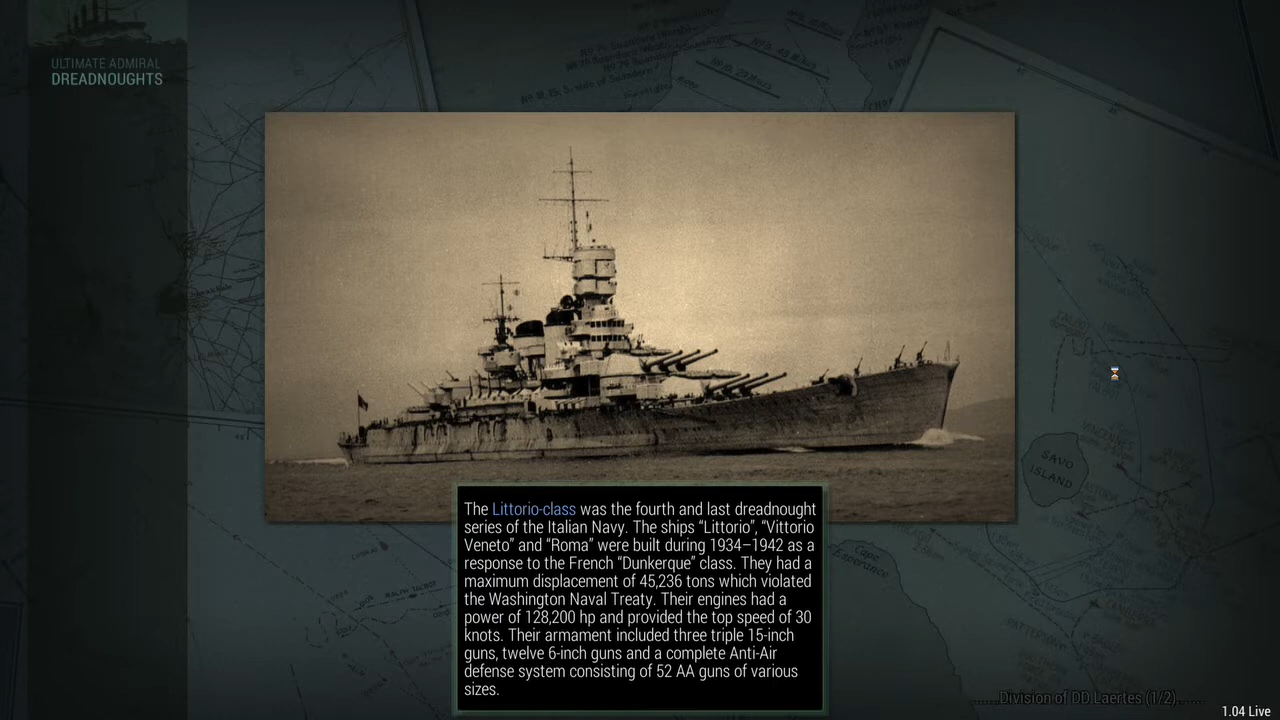 ULTIMATE ADMIRAL
DREADNOUGHTS
The Littorio-class was the fourth and last dreadnought
series of the Italian Navy. The ships “Littorio”, “Vittorio
Veneto” and “Roma” were built during 1934–1942 as a
response to the French “Dunkerque” class. They had a
maximum displacement of 45,236 tons which violated
the Washington Naval Treaty. Their engines had a
power of 128,200 hp and provided the top speed of 30
knots. Their armament included three triple 15-inch
guns, twelve 6-inch guns and a complete Anti-Air
defense system consisting of 52 AA guns of various
sizes.
SAVO
ISLAND
Cape
Esperance
RALPH TALBOT
Division of DD Laertes (1/2)
1.04 Live